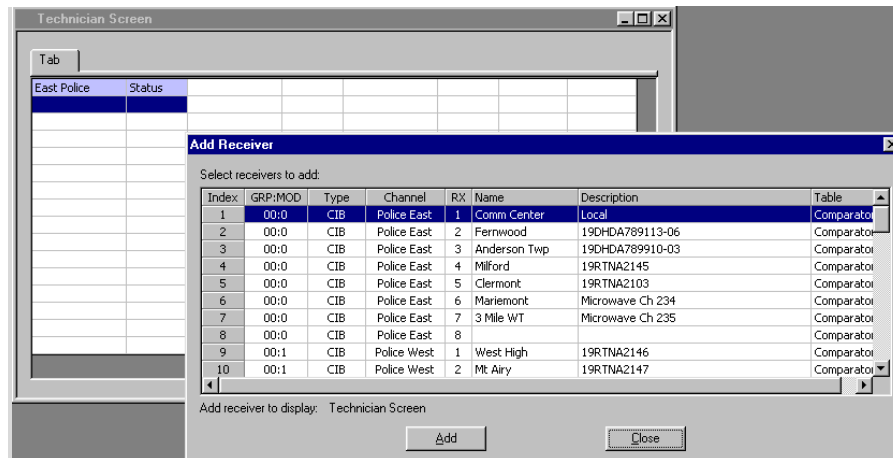 Technician Screen
Tab
East Police Status
Add Receiver
Select receivers to add:
Index GRP:MOD Type Channel RX Name Description Table
1 00:0 CIB Police East 1 Comm Center Local Comparator
2 00:0 CIB Police East 2 Fernwood 19DHDA789113-06 Comparator
3 00:0 CIB Police East 3 Anderson Twp 19DHDA789910-03 Comparator
4 00:0 CIB Police East 4 Milford 19RTNA2145 Comparator
5 00:0 CIB Police East 5 Clermont 19RTNA2103 Comparator
6 00:0 CIB Police East 6 Mariemont Microwave Ch 234 Comparator
7 00:0 CIB Police East 7 3 Mile WT Microwave Ch 235 Comparator
8 00:0 CIB Police East 8 Comparator
9 00:1 CIB Police West 1 West High 19RTNA2146 Comparator
10 00:1 CIB Police West 2 Mt Airy 19RTNA2147 Comparator
Add receiver to display: Technician Screen
Add Close